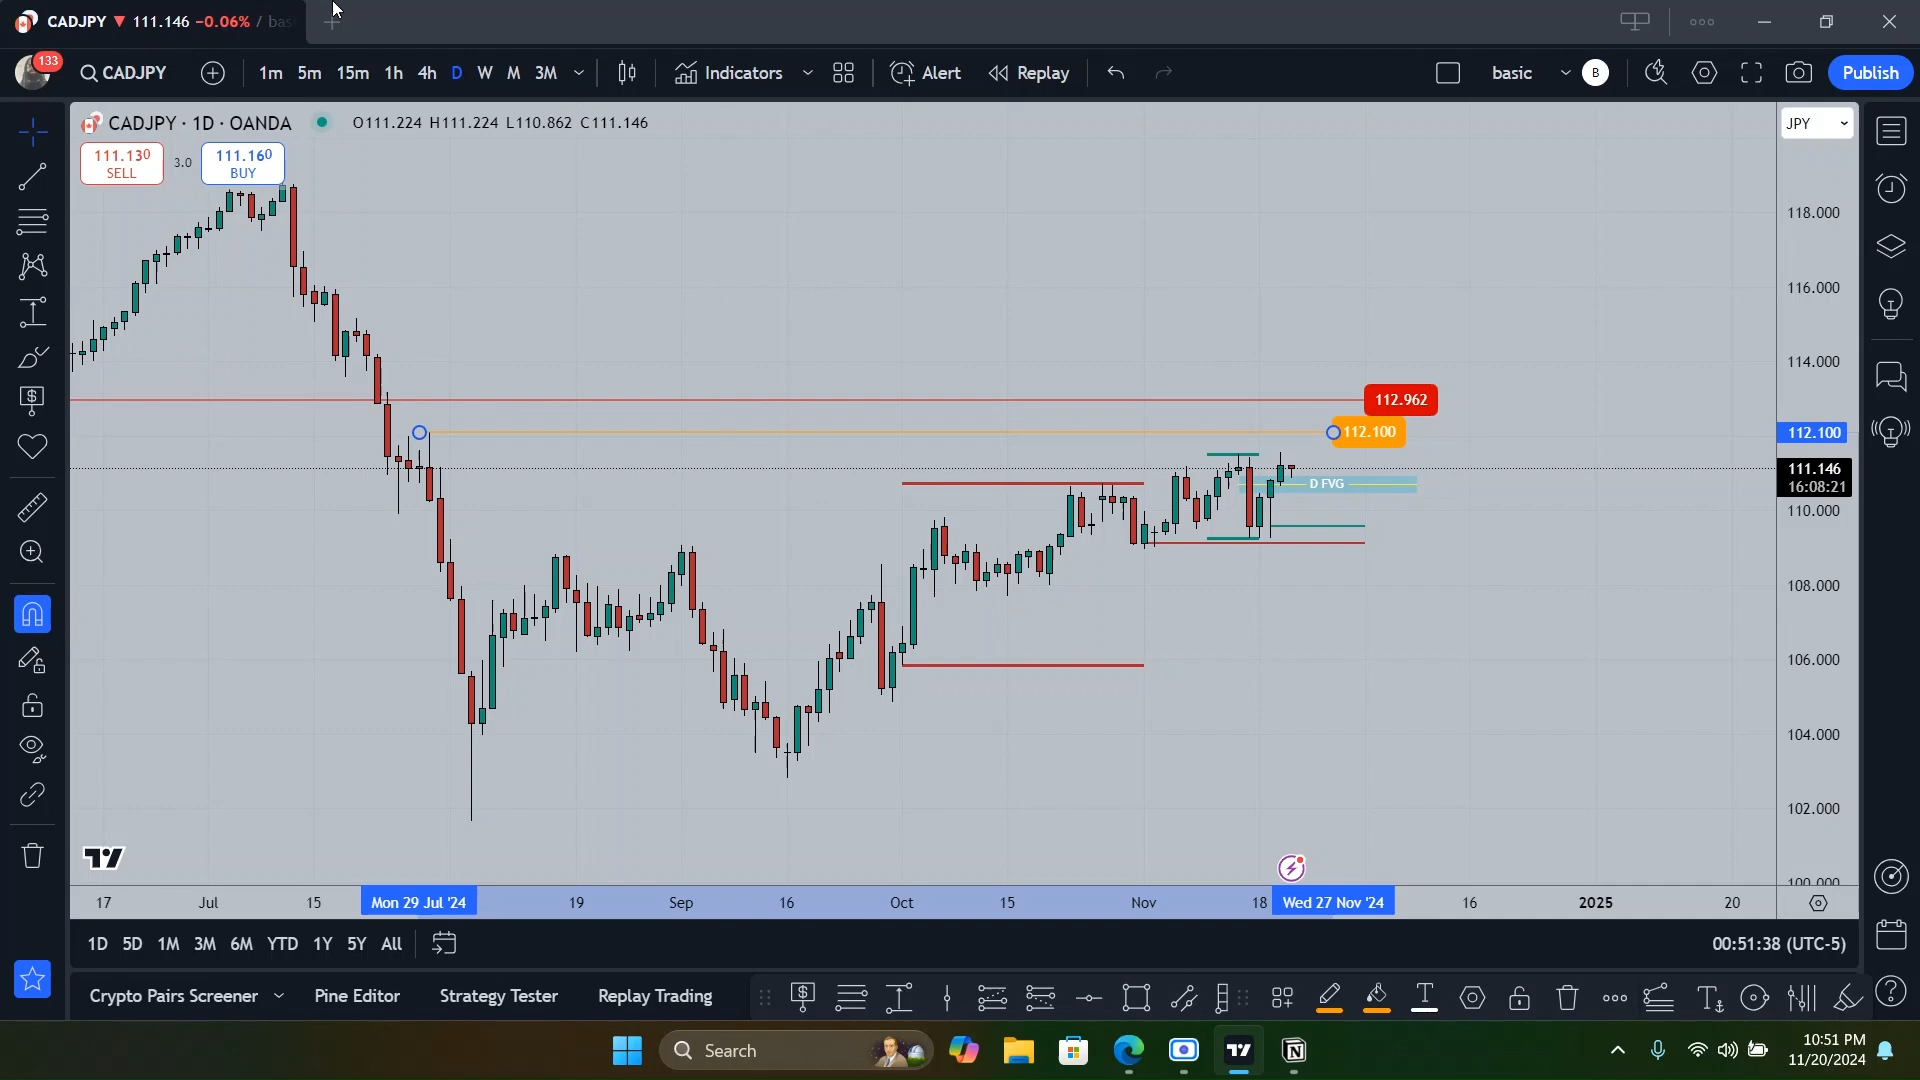 CADJPY ▼ 111.146 −0.06% / bas
133
CADJPY
1m 5m 15m 1h 4h D W M 3M
Indicators
Alert
Replay
basic
B
Publish
CADJPY · 1D · OANDA
O111.224 H111.224 L110.862 C111.146
JPY
111.130
SELL
3.0
111.160
BUY
118.000
116.000
114.000
112.962
112.100
112.100
111.146
16:08:21
D FVG
110.000
108.000
106.000
104.000
102.000
100.000
17 Jul 15 Mon 29 Jul '24 19 Sep 16 Oct 15 Nov 18 Wed 27 Nov '24 16 2025 20
1D 5D 1M 3M 6M YTD 1Y 5Y All
00:51:38 (UTC-5)
Crypto Pairs Screener
Pine Editor
Strategy Tester
Replay Trading
Search
10:51 PM
11/20/2024